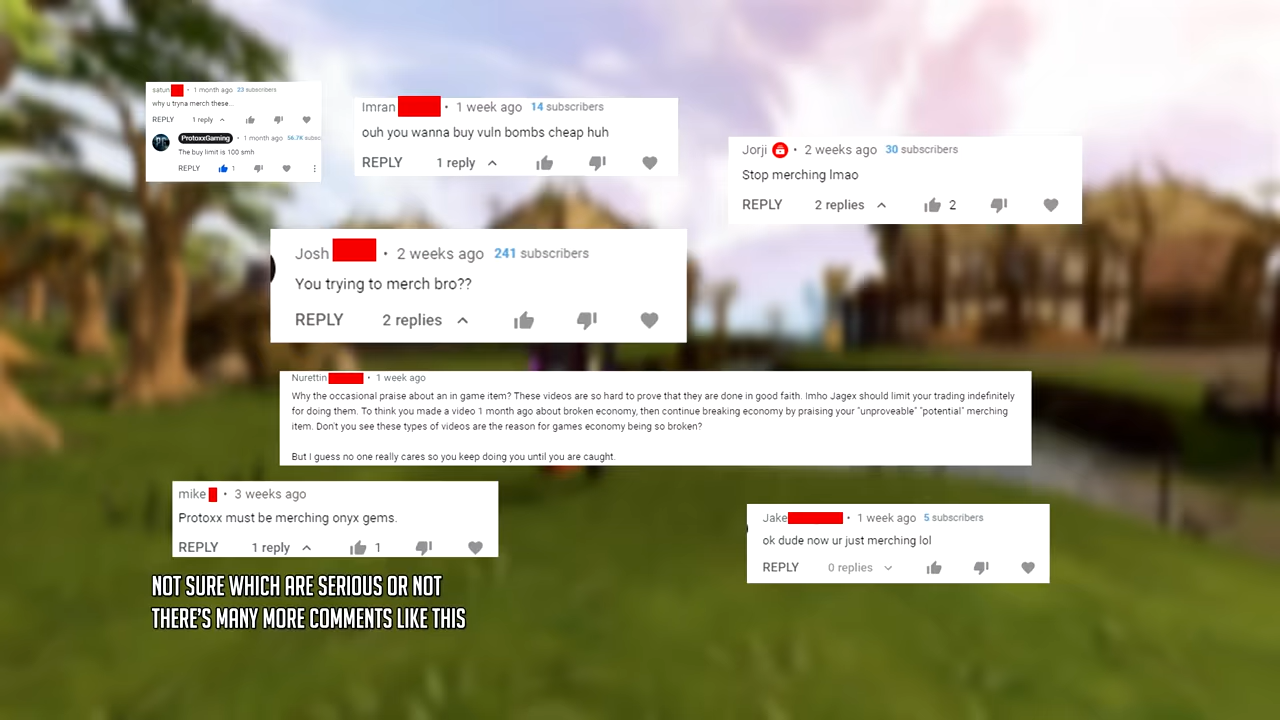 satun • 1 month ago 23 subscribers
why u tryna merch these...
REPLY 1 reply
ProtoxxGaming • 1 month ago 56.7K subsc
The buy limit is 100 smh
REPLY 1
Imran • 1 week ago 14 subscribers
ouh you wanna buy vuln bombs cheap huh
REPLY 1 reply
Jorji • 2 weeks ago 30 subscribers
Stop merching lmao
REPLY 2 replies 2
Josh • 2 weeks ago 241 subscribers
You trying to merch bro??
REPLY 2 replies
Nurettin • 1 week ago
Why the occasional praise about an in game item? These videos are so hard to prove that they are done in good faith. Imho Jagex should limit your trading indefinitely
for doing them. To think you made a video 1 month ago about broken economy, then continue breaking economy by praising your "unproveable" "potential" merching
item. Don't you see these types of videos are the reason for games economy being so broken?
But I guess no one really cares so you keep doing you until you are caught.
mike • 3 weeks ago
Protoxx must be merching onyx gems.
REPLY 1 reply 1
Jake • 1 week ago 5 subscribers
ok dude now ur just merching lol
REPLY 0 replies
NOT SURE WHICH ARE SERIOUS OR NOT
THERE'S MANY MORE COMMENTS LIKE THIS